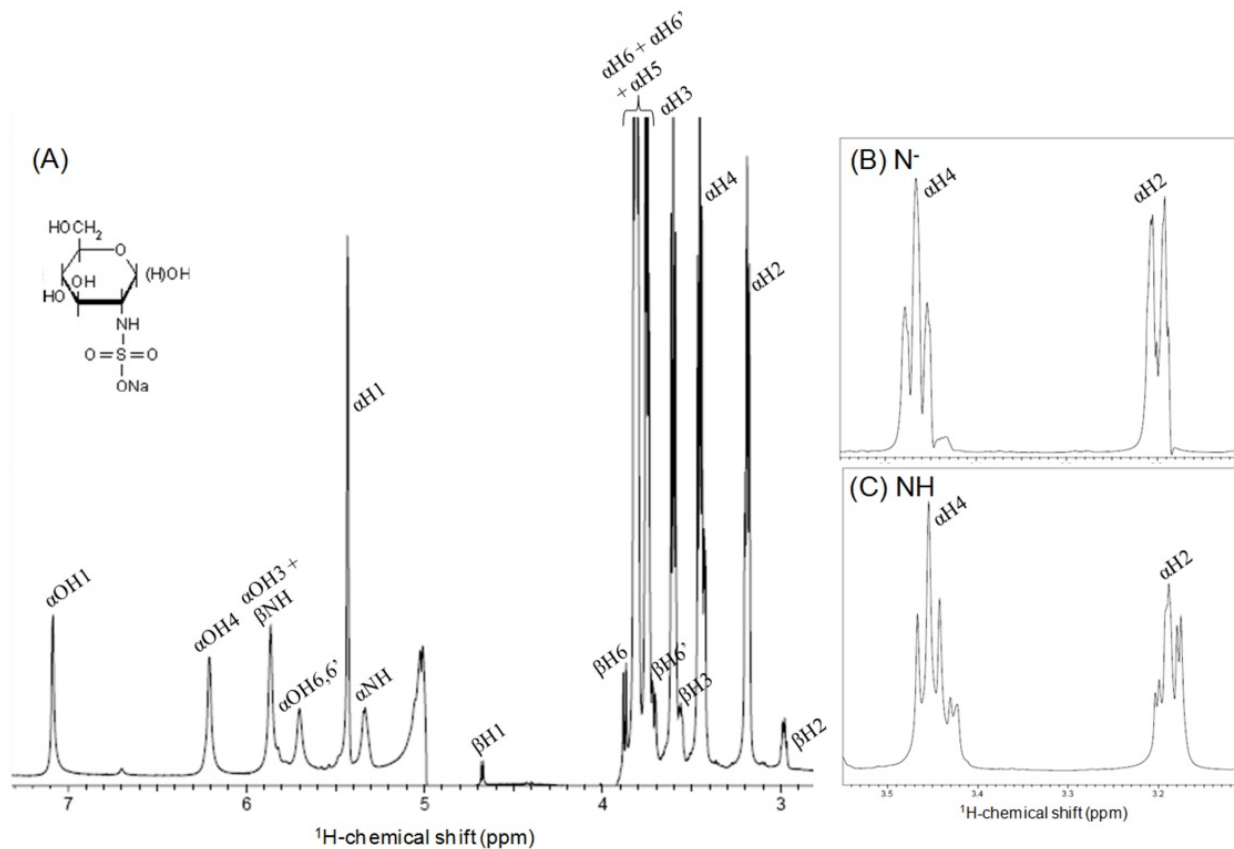 αH6 + αH6’
+ αH5
αH3
(A)
αH4
αH2
HOCH2
O
(H)OH
OH
HO
NH
O=S=O
ONa
αH1
αOH1
αOH4
αOH3 +
βNH
αOH6,6’
αNH
βH1
βH6
βH6’
βH3
βH2
7
6
5
4
3
¹H-chemical shift (ppm)
(B) N⁻
αH4
αH2
(C) NH
αH4
αH2
3.5
3.4
3.3
3.2
¹H-chemical shift (ppm)